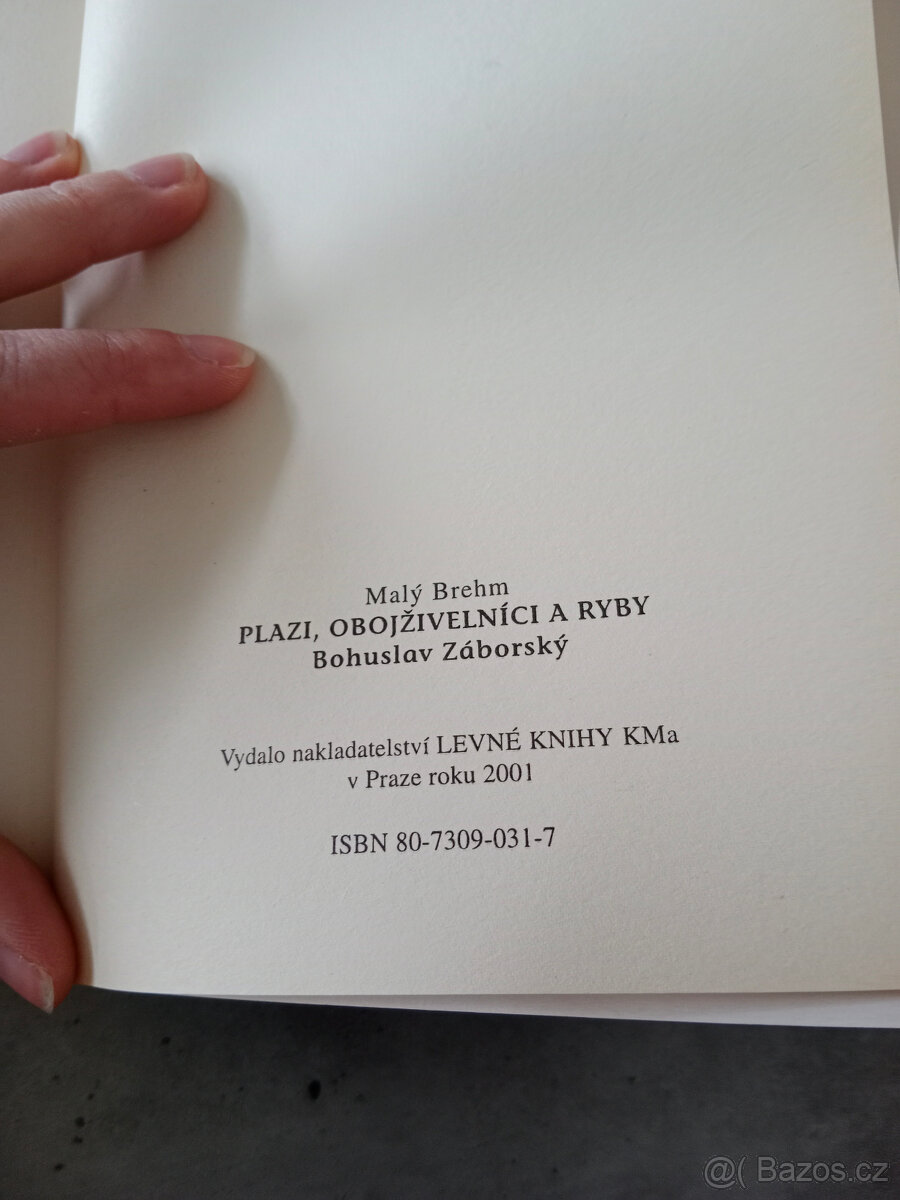 Malý Brehm
PLAZI, OBOJŽIVELNÍCI A RYBY
Bohuslav Záborský
Vydalo nakladatelství LEVNÉ KNIHY KMa
v Praze roku 2001
ISBN 80-7309-031-7
@( Bazos.cz